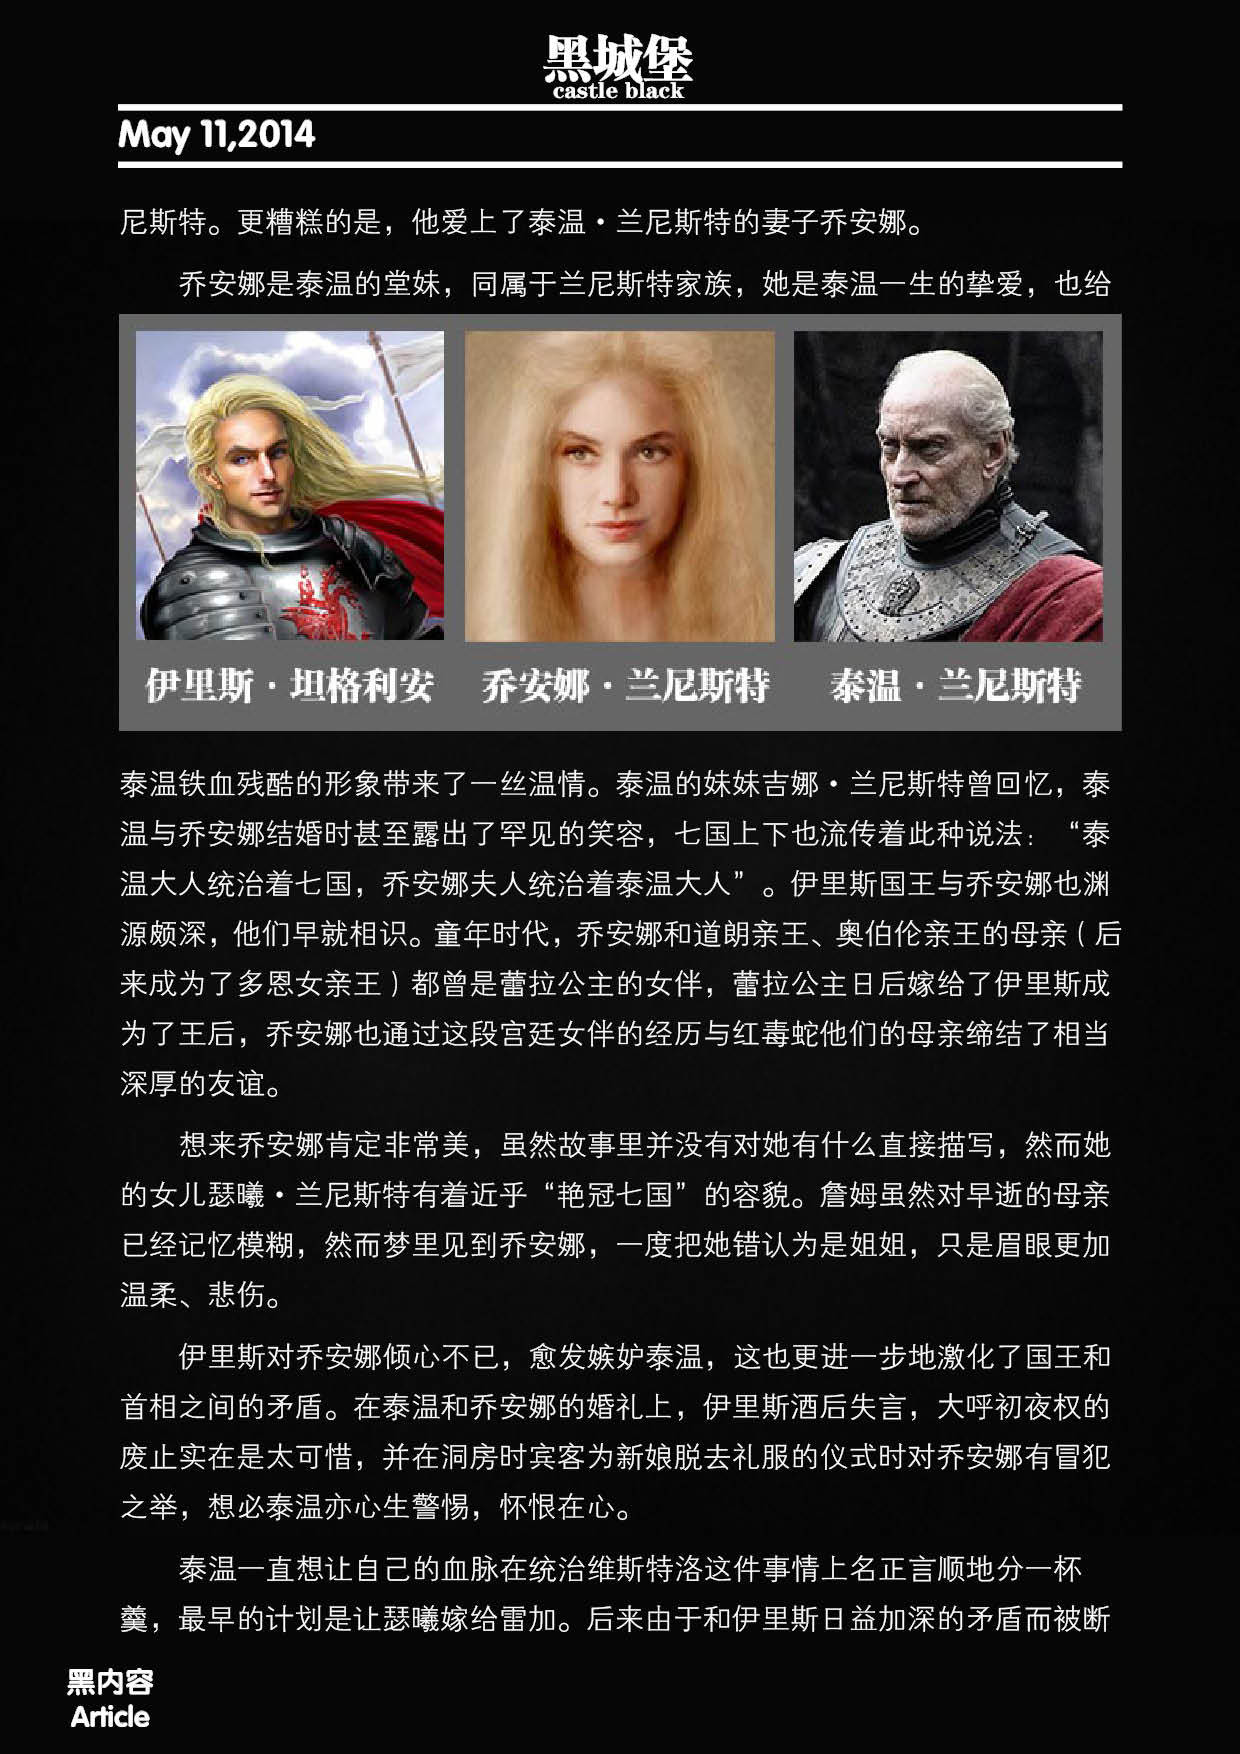 黑城堡
castle black
May 11,2014
尼斯特。更糟糕的是，他爱上了泰温·兰尼斯特的妻子乔安娜。
乔安娜是泰温的堂妹，同属于兰尼斯特家族，她是泰温一生的挚爱，也给
伊里斯·坦格利安 乔安娜·兰尼斯特 泰温·兰尼斯特
泰温铁血残酷的形象带来了一丝温情。泰温的妹妹吉娜·兰尼斯特曾回忆，泰
温与乔安娜结婚时甚至露出了罕见的笑容，七国上下也流传着此种说法：“泰
温大人统治着七国，乔安娜夫人统治着泰温大人”。伊里斯国王与乔安娜也渊
源颇深，他们早就相识。童年时代，乔安娜和道朗亲王、奥伯伦亲王的母亲（后
来成为了多恩女亲王）都曾是蕾拉公主的女伴，蕾拉公主日后嫁给了伊里斯成
为了王后，乔安娜也通过这段宫廷女伴的经历与红毒蛇他们的母亲缔结了相当
深厚的友谊。
想来乔安娜肯定非常美，虽然故事里并没有对她有什么直接描写，然而她
的女儿瑟曦·兰尼斯特有着近乎“艳冠七国”的容貌。詹姆虽然对早逝的母亲
已经记忆模糊，然而梦里见到乔安娜，一度把她错认为是姐姐，只是眉眼更加
温柔、悲伤。
伊里斯对乔安娜倾心不已，愈发嫉妒泰温，这也更进一步地激化了国王和
首相之间的矛盾。在泰温和乔安娜的婚礼上，伊里斯酒后失言，大呼初夜权的
废止实在是太可惜，并在洞房时宾客为新娘脱去礼服的仪式时对乔安娜有冒犯
之举，想必泰温亦心生警惕，怀恨在心。
泰温一直想让自己的血脉在统治维斯特洛这件事情上名正言顺地分一杯
羹，最早的计划是让瑟曦嫁给雷加。后来由于和伊里斯日益加深的矛盾而被断
黑内容
Article